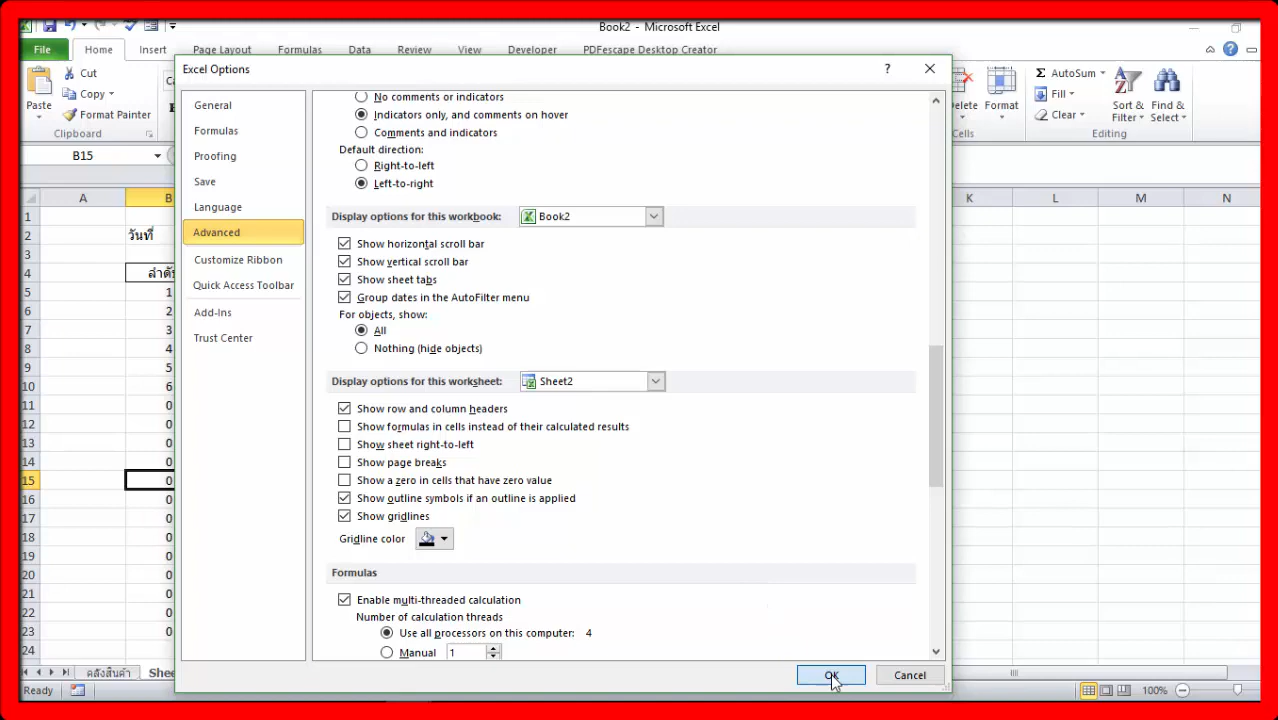 Book2 - Microsoft Excel
File Home Insert Page Layout Formulas Data Review View Developer PDFescape Desktop Creator
Cut
Copy
Format Painter
Paste
Clipboard
AutoSum
Fill
Clear
Format
Sort & Filter
Find & Select
Cells
Editing
B15
Excel Options
General
Formulas
Proofing
Save
Language
Advanced
Customize Ribbon
Quick Access Toolbar
Add-Ins
Trust Center
No comments or indicators
Indicators only, and comments on hover
Comments and indicators
Default direction:
Right-to-left
Left-to-right
Display options for this workbook: Book2
Show horizontal scroll bar
Show vertical scroll bar
Show sheet tabs
Group dates in the AutoFilter menu
For objects, show:
All
Nothing (hide objects)
Display options for this worksheet: Sheet2
Show row and column headers
Show formulas in cells instead of their calculated results
Show sheet right-to-left
Show page breaks
Show a zero in cells that have zero value
Show outline symbols if an outline is applied
Show gridlines
Gridline color
Formulas
Enable multi-threaded calculation
Number of calculation threads
Use all processors on this computer: 4
Manual 1
OK Cancel
A B K L M N
1
2 วันที่
3
4
5 1
6 2
7 3
8 4
9 5
10 6
11 0
12 0
13 0
14 0
15 0
16 0
17 0
18 0
19 0
20 0
21 0
22 0
23 0
24
คลังสินค้า
Ready
100%